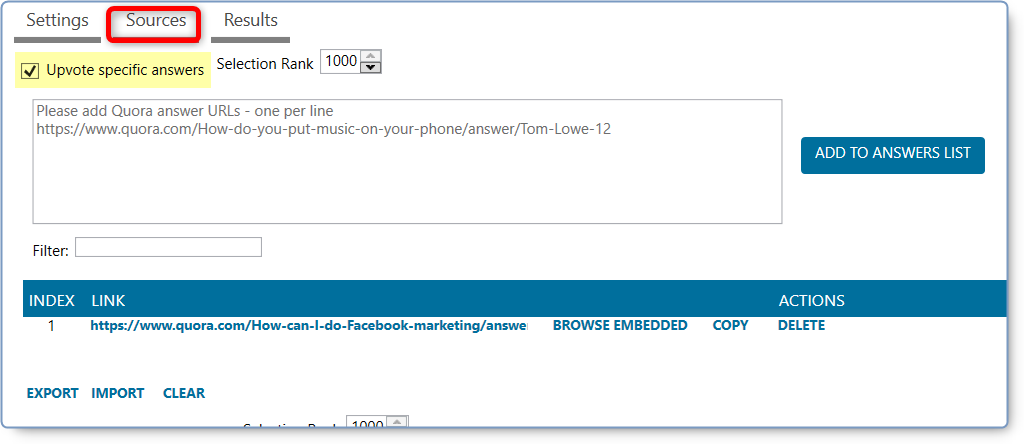 Settings Sources Results
Upvote specific answers Selection Rank 1000
Please add Quora answer URLs - one per line
https://www.quora.com/How-do-you-put-music-on-your-phone/answer/Tom-Lowe-12
ADD TO ANSWERS LIST
Filter:
INDEX LINK ACTIONS
1 https://www.quora.com/How-can-I-do-Facebook-marketing/answe BROWSE EMBEDDED COPY DELETE
EXPORT IMPORT CLEAR
Selection Rank 1000